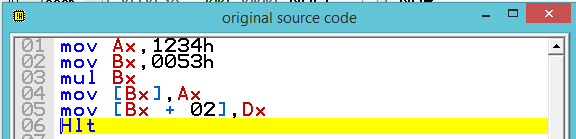 original source code
01 mov Ax,1234h
02 mov Bx,0053h
03 mul Bx
04 mov [Bx],Ax
05 mov [Bx + 02],Dx
06 Hlt